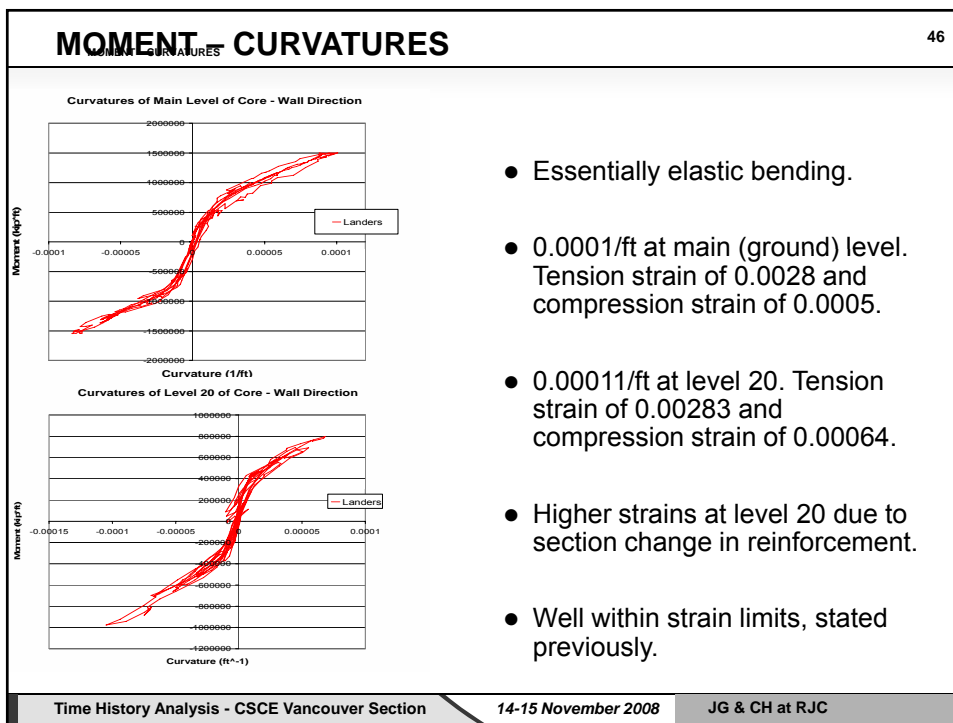 MOMENT – CURVATURES
MOMENT – CURVATURES
46
Curvatures of Main Level of Core - Wall Direction
2000000
1500000
1000000
500000
0
-500000
-1000000
-1500000
-2000000
-0.0001
-0.00005
0.00005
0.0001
Moment (kip*ft)
Curvature (1/ft)
Landers
Curvatures of Level 20 of Core - Wall Direction
1000000
800000
600000
400000
200000
0
-200000
-400000
-600000
-800000
-1000000
-1200000
-0.00015
-0.0001
-0.00005
0.00005
0.0001
Moment (kip*ft)
Curvature (ft^-1)
Landers
● Essentially elastic bending.
● 0.0001/ft at main (ground) level.
Tension strain of 0.0028 and
compression strain of 0.0005.
● 0.00011/ft at level 20. Tension
strain of 0.00283 and
compression strain of 0.00064.
● Higher strains at level 20 due to
section change in reinforcement.
● Well within strain limits, stated
previously.
Time History Analysis - CSCE Vancouver Section
14-15 November 2008
JG & CH at RJC